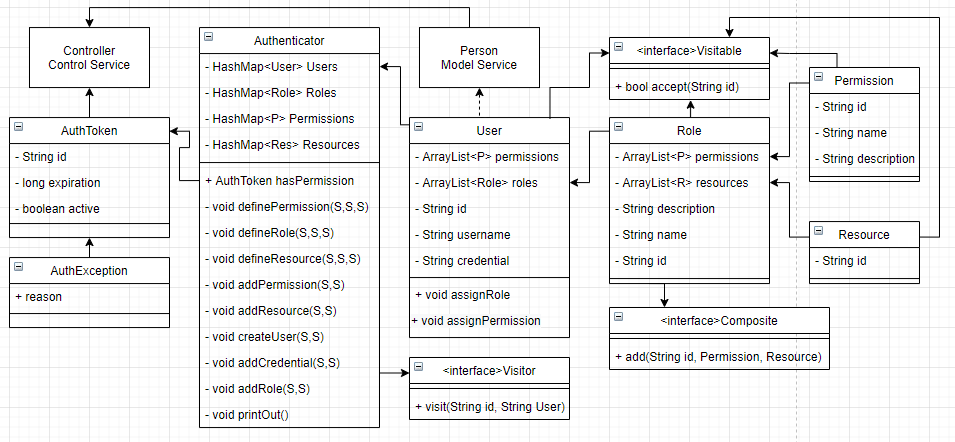 Controller
Control Service
Authenticator
- HashMap<User> Users
- HashMap<Role> Roles
- HashMap<P> Permissions
- HashMap<Res> Resources
+ AuthToken hasPermission
- void definePermission(S,S,S)
- void defineRole(S,S,S)
- void defineResource(S,S,S)
- void addPermission(S,S)
- void addResource(S,S)
- void createUser(S,S)
- void addCredential(S,S)
- void addRole(S,S)
- void printOut()
Person
Model Service
<interface>Visitable
+ bool accept(String id)
Permission
- String id
- String name
- String description
AuthToken
- String id
- long expiration
- boolean active
User
- ArrayList<P> permissions
- ArrayList<Role> roles
- String id
- String username
- String credential
+ void assignRole
+ void assignPermission
Role
- ArrayList<P> permissions
- ArrayList<R> resources
- String description
- String name
- String id
Resource
- String id
AuthException
+ reason
<interface>Composite
+ add(String id, Permission, Resource)
<interface>Visitor
+ visit(String id, String User)